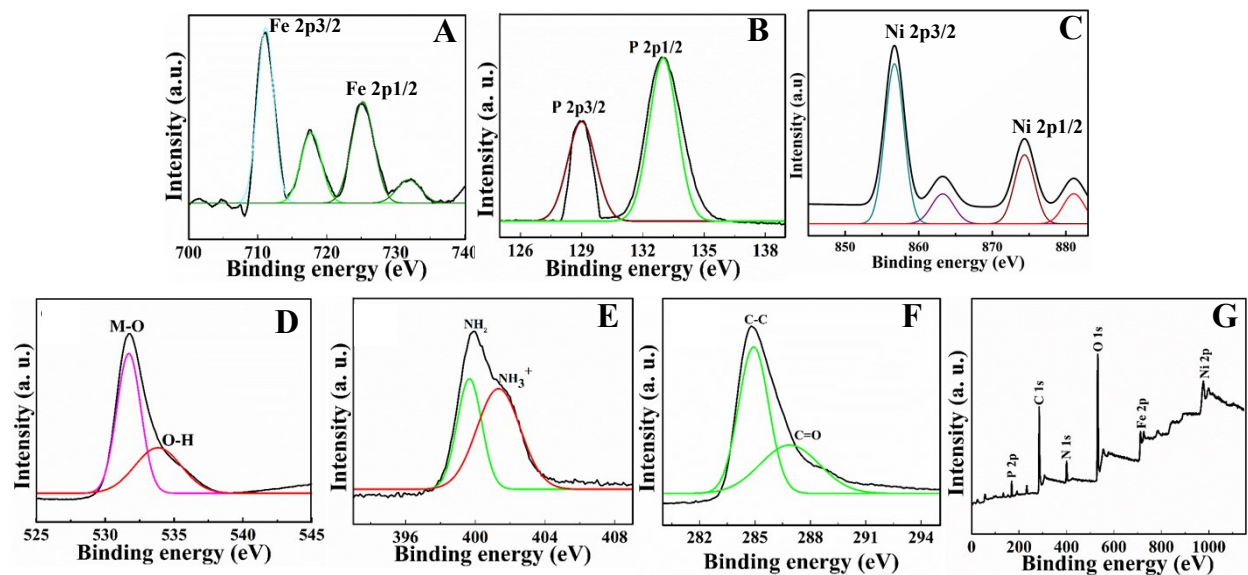 A
Fe 2p3/2
Fe 2p1/2
Intensity (a.u.)
700 710 720 730 740
Binding energy (eV)
B
P 2p1/2
P 2p3/2
Intensity (a. u.)
126 129 132 135 138
Binding energy (eV)
C
Ni 2p3/2
Ni 2p1/2
Intensity (a.u)
850 860 870 880
Binding energy (eV)
D
M-O
O-H
Intensity (a. u.)
525 530 535 540 545
Binding energy (eV)
E
NH2
NH3+
Intensity (a. u.)
396 400 404 408
Binding energy (eV)
F
C-C
C=O
Intensity (a. u.)
282 285 288 291 294
Binding energy (eV)
G
P 2p
C 1s
N 1s
O 1s
Fe 2p
Ni 2p
Intensity (a. u.)
0 200 400 600 800 1000
Binding energy (eV)